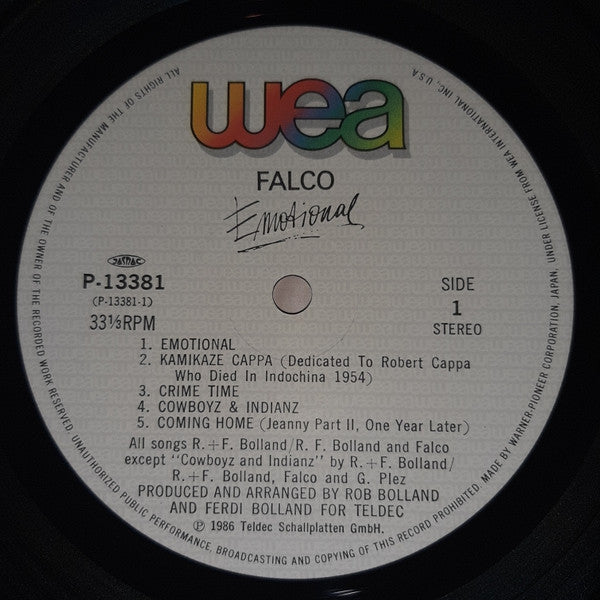 wea
FALCO
Emotional
JASRAC
P-13381
(P-13381-1)
33⅓RPM
SIDE
1
STEREO
1. EMOTIONAL
2. KAMIKAZE CAPPA (Dedicated To Robert Cappa
Who Died In Indochina 1954)
3. CRIME TIME
4. COWBOYZ & INDIANZ
5. COMING HOME (Jeanny Part II, One Year Later)
All songs R.+F. Bolland/R. F. Bolland and Falco
except "Cowboyz and Indianz" by R.+F. Bolland/
R.+F. Bolland, Falco and G. Plez
PRODUCED AND ARRANGED BY ROB BOLLAND
AND FERDI BOLLAND FOR TELDEC
℗ 1986 Teldec Schallplatten GmbH.
ALL RIGHTS OF THE MANUFACTURER AND OF THE OWNER OF THE RECORDED WORK RESERVED. UNAUTHORIZED PUBLIC PERFORMANCE, BROADCASTING AND COPYING OF THIS RECORD PROHIBITED. MADE BY WARNER-PIONEER CORPORATION, JAPAN, UNDER LICENSE FROM WEA INTERNATIONAL INC., U.S.A